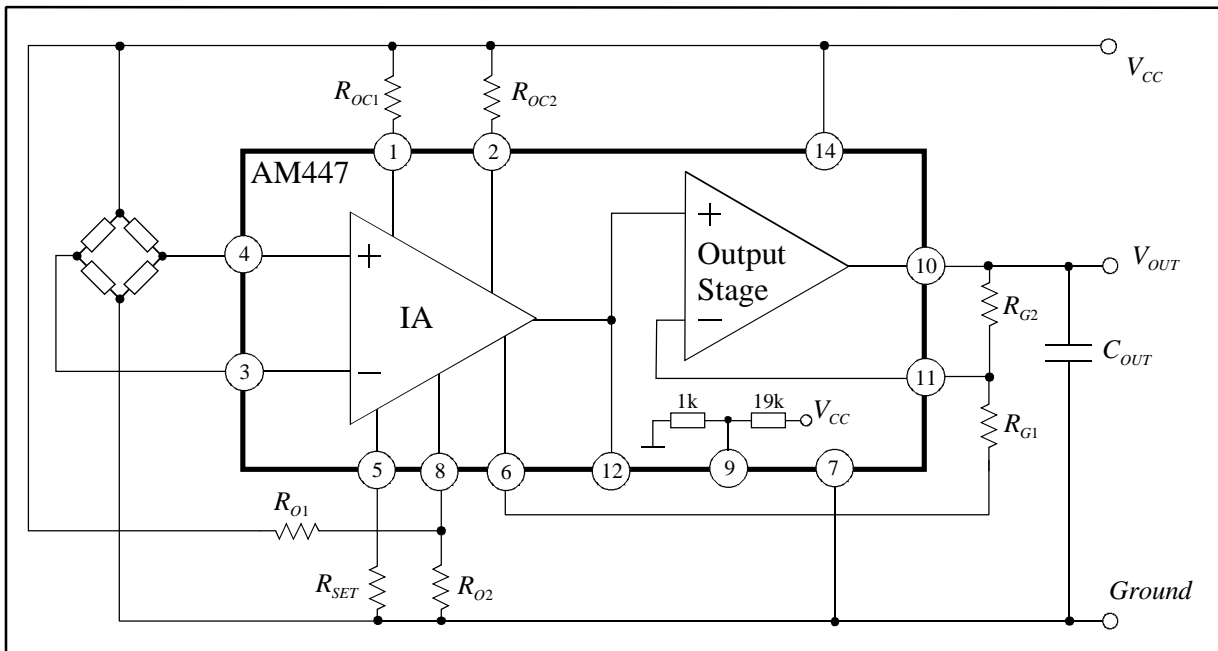 V_CC
R_OC1
R_OC2
1
2
14
AM447
4
+
+
Output
Stage
10
V_OUT
IA
R_G2
C_OUT
3
−
−
11
1k
19k
V_CC
R_G1
5
8
6
12
9
7
R_O1
R_SET
R_O2
Ground